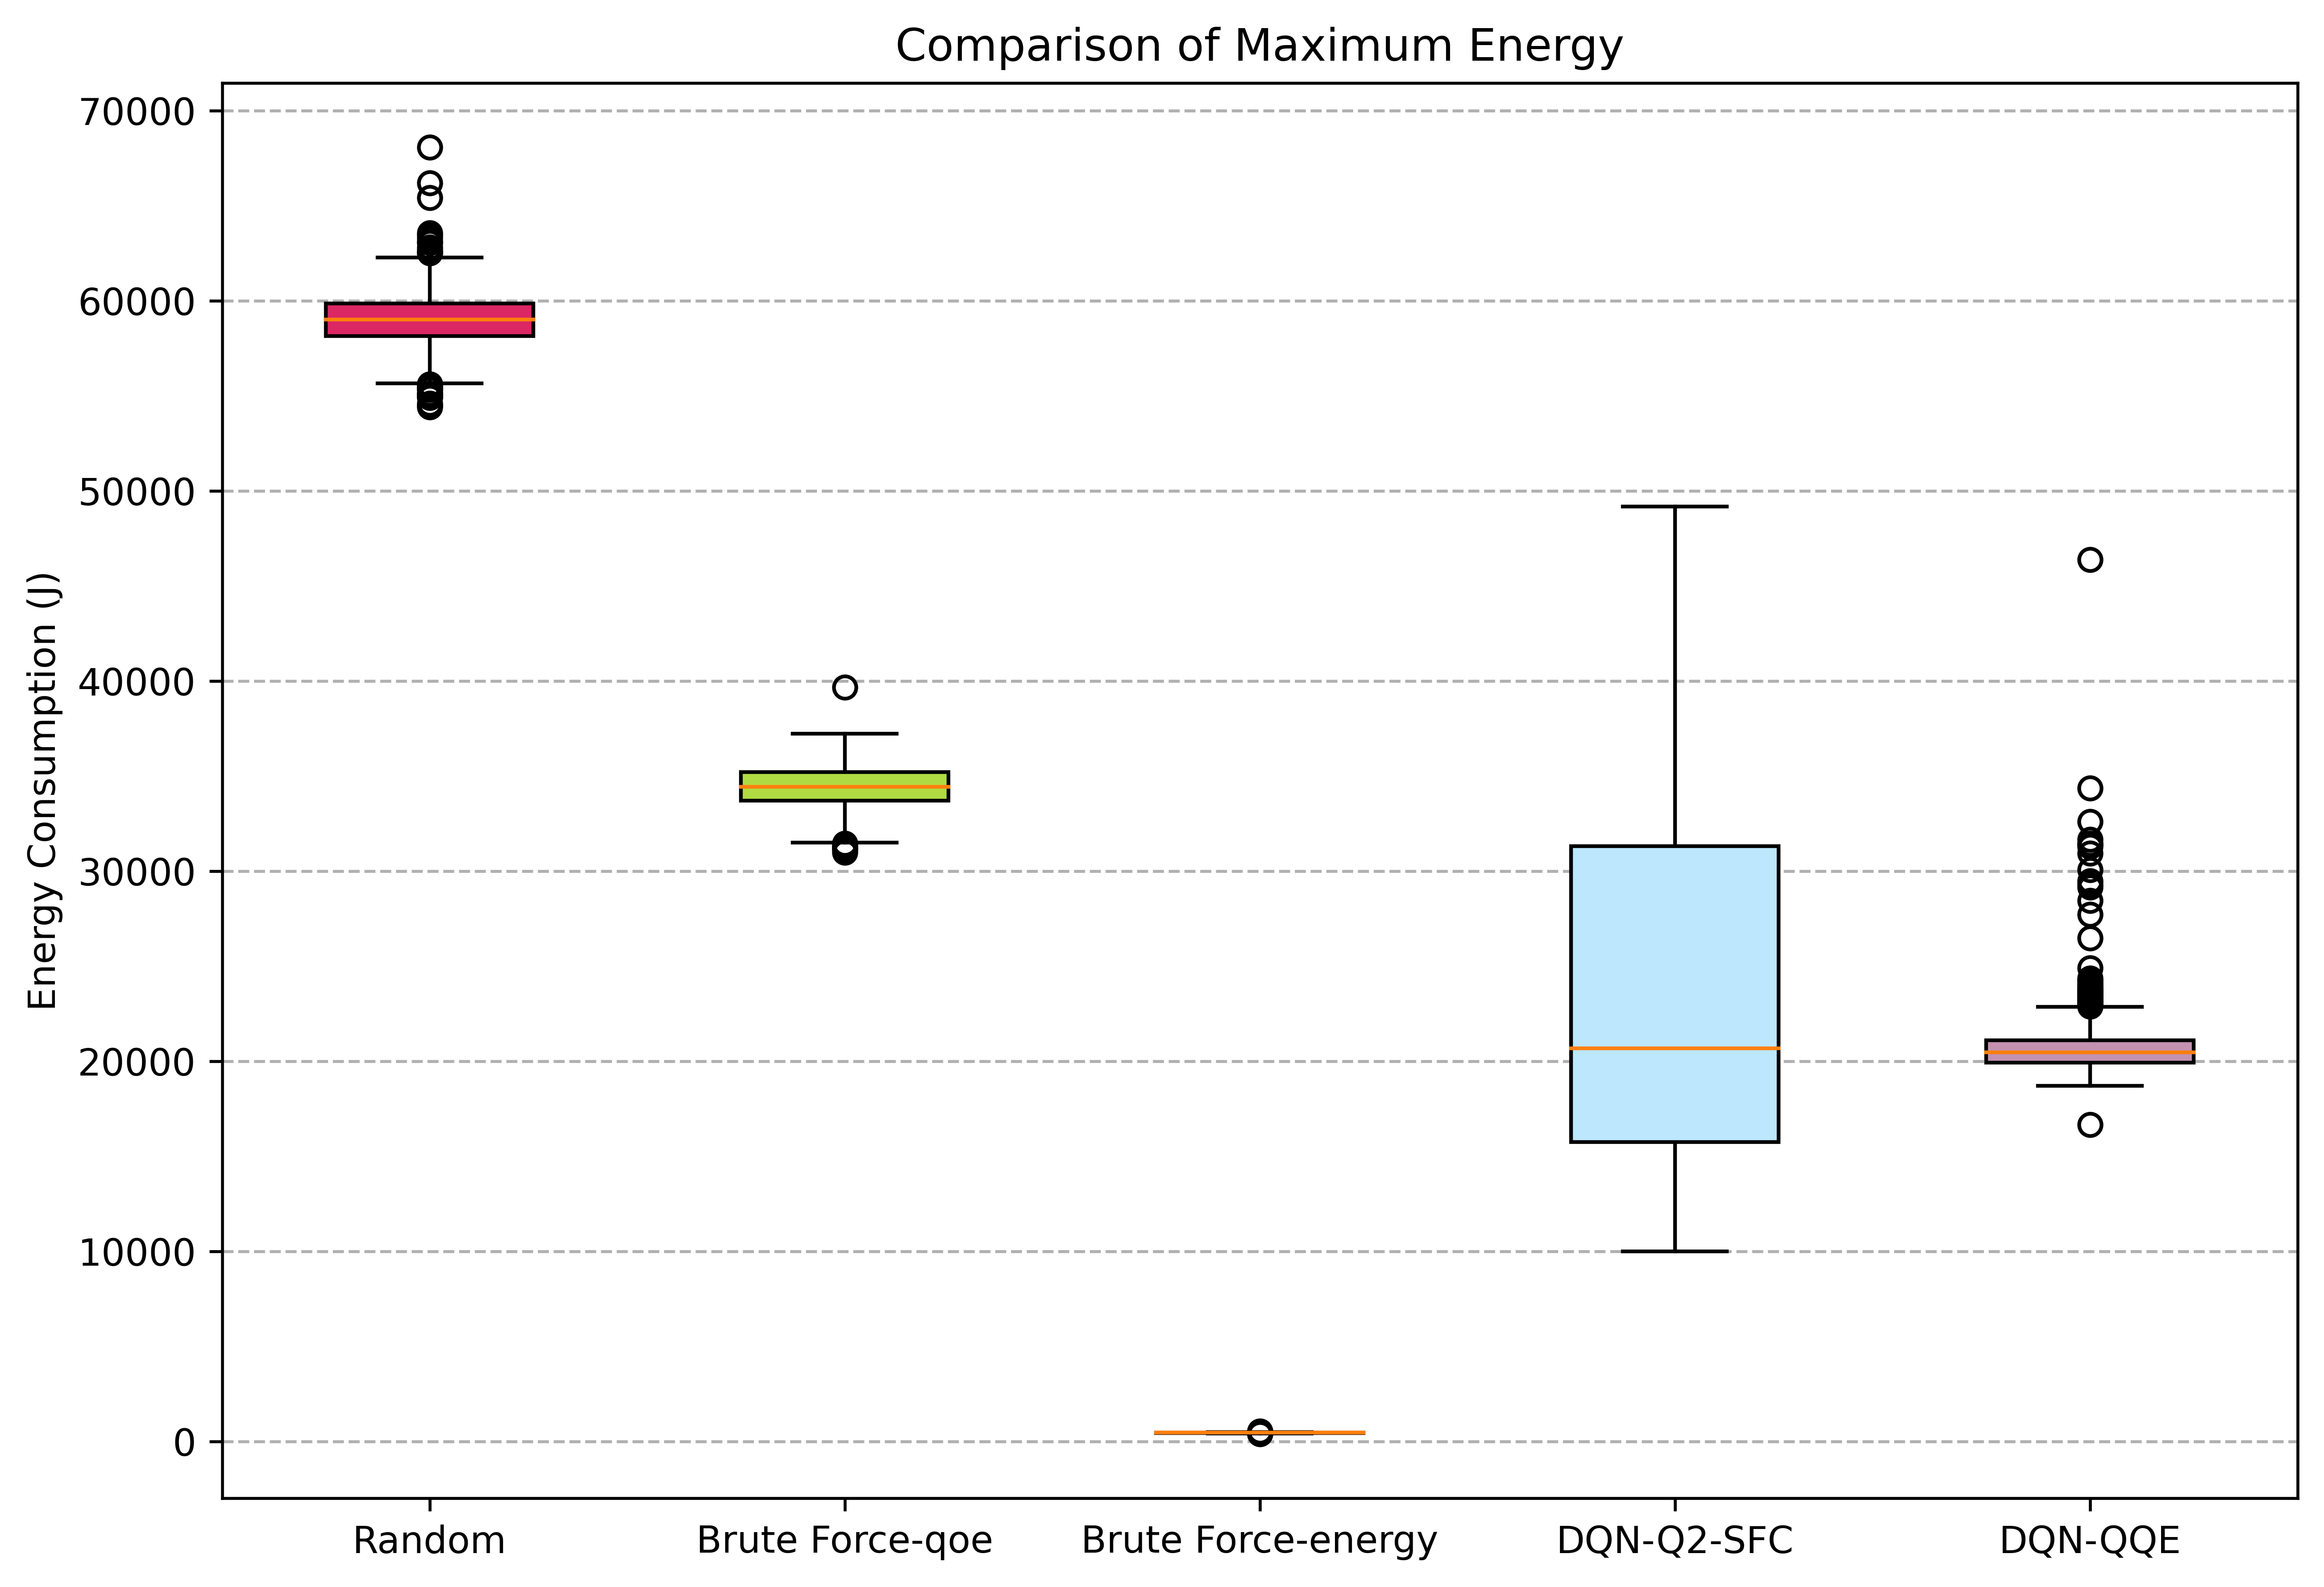 Comparison of Maximum Energy
Energy Consumption (J)
70000
60000
50000
40000
30000
20000
10000
0
Random
Brute Force-qoe
Brute Force-energy
DQN-Q2-SFC
DQN-QQE